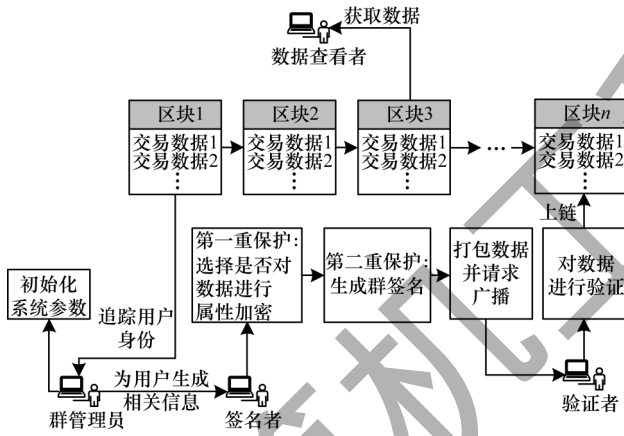 获取数据
数据查看者
区块1
交易数据1
交易数据2
⋮
区块2
交易数据1
交易数据2
⋮
区块3
交易数据1
交易数据2
⋮
…
区块n
交易数据1
交易数据2
⋮
上链
第一重保护:
选择是否对
数据进行
属性加密
第二重保护:
生成群签名
打包数据
并请求
广播
对数据
进行验证
初始化
系统参数
追踪用户
身份
为用户生成
相关信息
群管理员
签名者
验证者